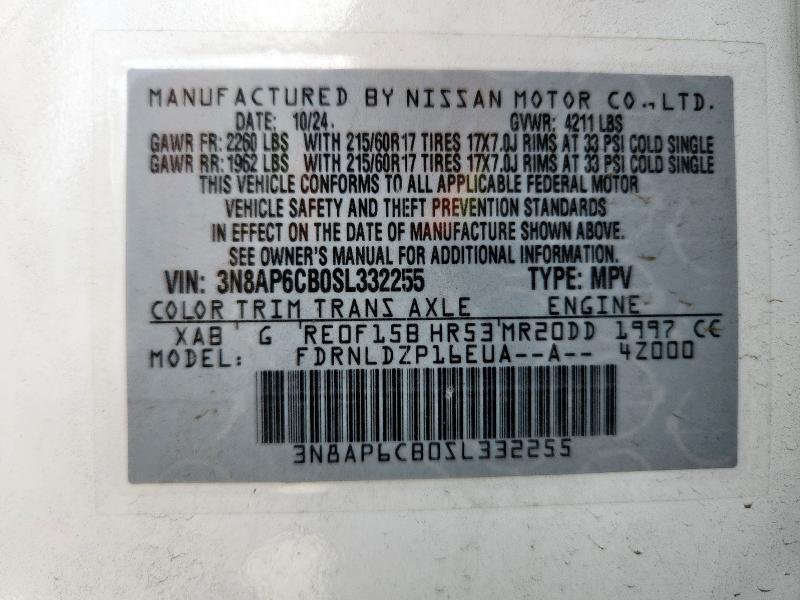 MANUFACTURED BY NISSAN MOTOR CO., LTD.
DATE: 10/24. GVWR: 4211 LBS
GAWR FR: 2260 LBS WITH 215/60R17 TIRES 17X7.0J RIMS AT 33 PSI COLD SINGLE
GAWR RR: 1962 LBS WITH 215/60R17 TIRES 17X7.0J RIMS AT 33 PSI COLD SINGLE
THIS VEHICLE CONFORMS TO ALL APPLICABLE FEDERAL MOTOR
VEHICLE SAFETY AND THEFT PREVENTION STANDARDS
IN EFFECT ON THE DATE OF MANUFACTURE SHOWN ABOVE.
SEE OWNER'S MANUAL FOR ADDITIONAL INFORMATION.
VIN: 3N8AP6CB0SL332255 TYPE: MPV
COLOR TRIM TRANS AXLE ENGINE
XAB G RE0F15B HR53 MR20DD 1997 CC
MODEL: FDRNLDZP16EUA--A-- 4Z000
3N8AP6CB0SL332255